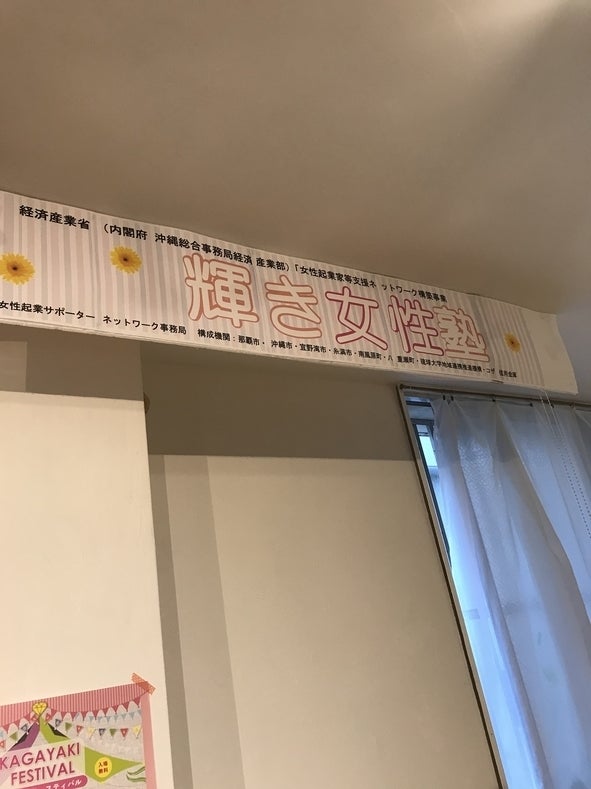 経済産業省 （内閣府 沖縄総合事務局経済 産業部）「女性起業家等支援ネ ットワーク構築事業
輝き女性塾
女性起業サポーター ネットワーク事務局 構成機関：那覇市・ 沖縄市・宜野湾市・糸満市・南風原町・八 重瀬町・琉球大学地域連携推進機構・コザ 信用金庫
KAGAYAKI
FESTIVAL
入場
無料
スティバル